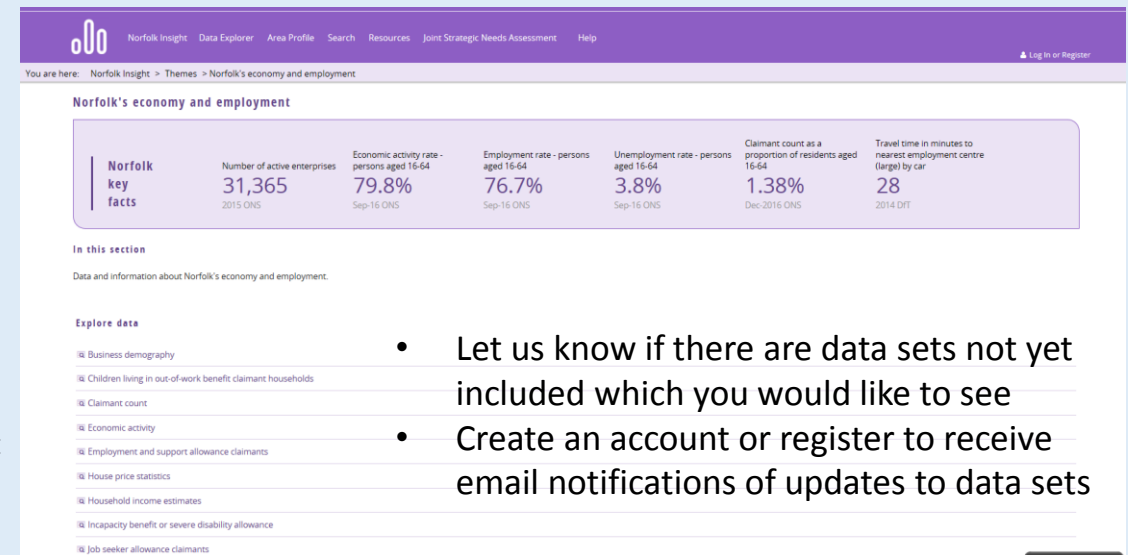 Norfolk Insight Data Explorer Area Profile Search Resources Joint Strategic Needs Assessment Help
Log In or Register
You are here: Norfolk Insight > Themes > Norfolk's economy and employment
Norfolk's economy and employment
Norfolk
key
facts
Number of active enterprises
31,365
2015 ONS
Economic activity rate -
persons aged 16-64
79.8%
Sep-16 ONS
Employment rate - persons
aged 16-64
76.7%
Sep-16 ONS
Unemployment rate - persons
aged 16-64
3.8%
Sep-16 ONS
Claimant count as a
proportion of residents aged
16-64
1.38%
Dec-2016 ONS
Travel time in minutes to
nearest employment centre
(large) by car
28
2014 DfT
In this section
Data and information about Norfolk's economy and employment.
Explore data
Business demography
Children living in out-of-work benefit claimant households
Claimant count
Economic activity
Employment and support allowance claimants
House price statistics
Household income estimates
Incapacity benefit or severe disability allowance
Job seeker allowance claimants
• Let us know if there are data sets not yet
included which you would like to see
• Create an account or register to receive
email notifications of updates to data sets